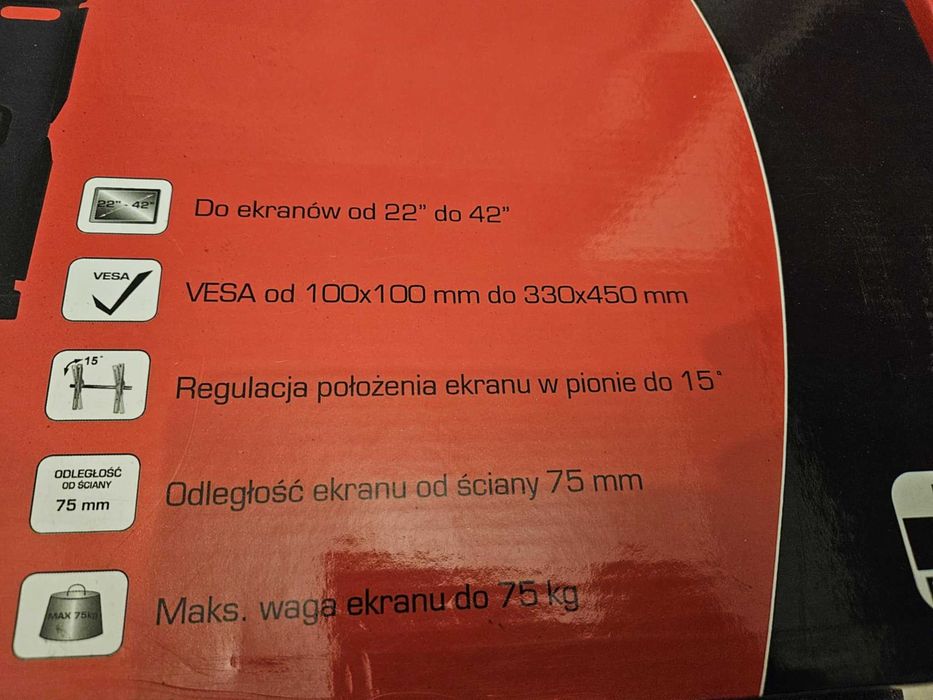 22" - 42"
Do ekranów od 22" do 42"
VESA
VESA od 100x100 mm do 330x450 mm
15°
Regulacja położenia ekranu w pionie do 15°
ODLEGŁOŚĆ
OD ŚCIANY
75 mm
Odległość ekranu od ściany 75 mm
MAX 75kg
Maks. waga ekranu do 75 kg